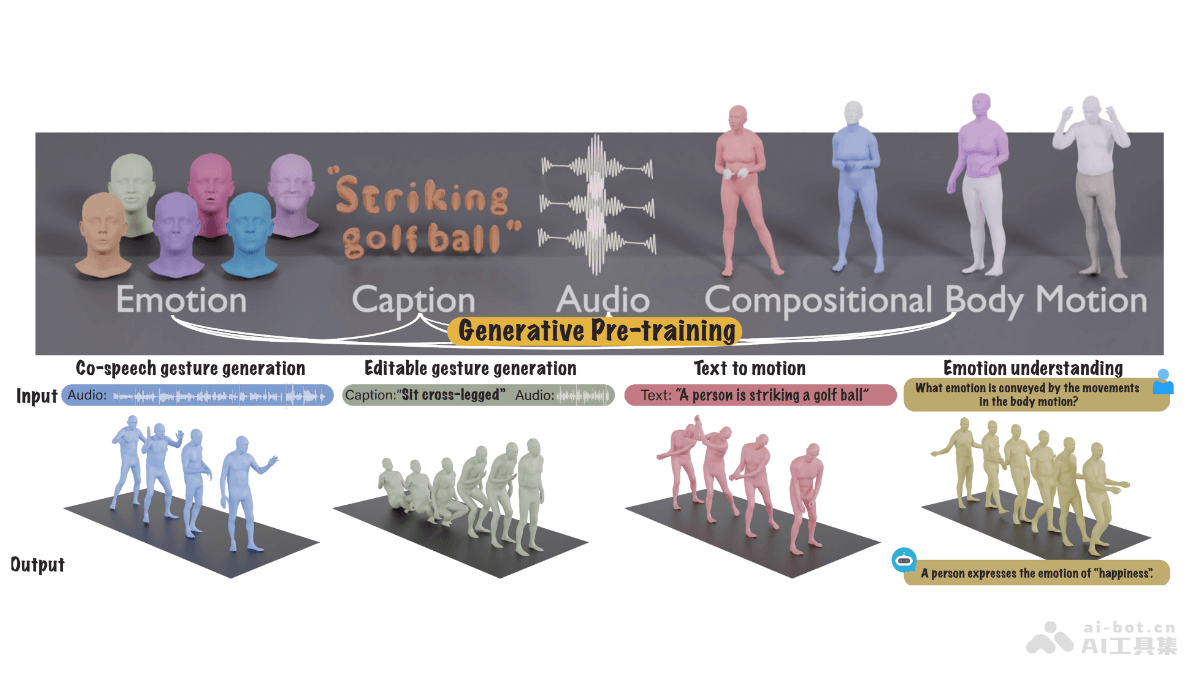 "Striking
golf ball"
Emotion
Caption
Audio
Compositional Body Motion
Generative Pre-training
Co-speech gesture generation
Editable gesture generation
Text to motion
Emotion understanding
Input
Audio:
Caption:"Sit cross-legged" Audio:
Text: "A person is striking a golf ball"
What emotion is conveyed by the movements
in the body motion?
Output
A person expresses the emotion of "happiness".
ai-bot.cn
AI工具集